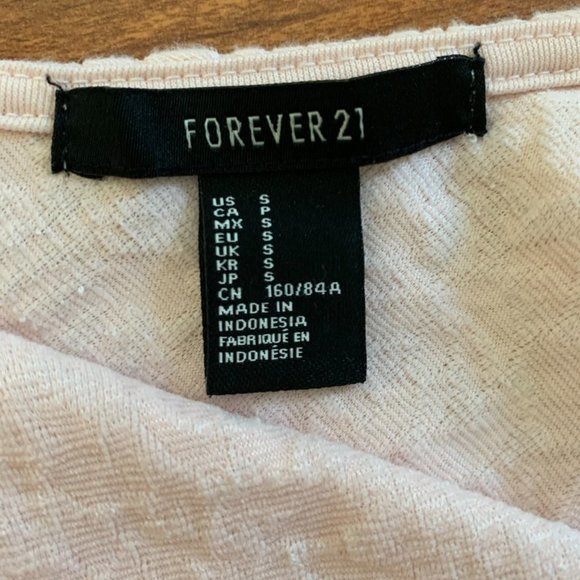 FOREVER 21
US S
CA P
MX S
EU S
UK S
KR S
JP S
CN 160/84A
MADE IN
INDONESIA
FABRIQUÉ EN
INDONÉSIE